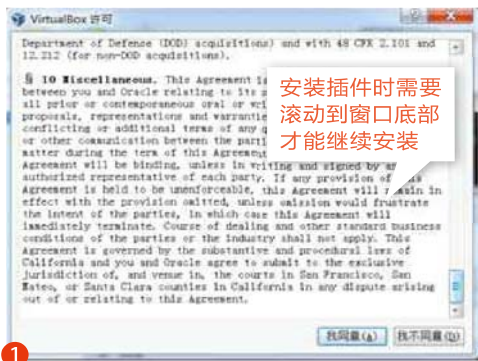 VirtualBox 许可
Department of Defense (DOD) acquisitions) and with 48 CFR 2.101 and
12.212 (for non-DOD acquisitions).
§ 10 Miscellaneous. This Agreement is
between you and Oracle relating to its
all prior or contemporaneous oral or
proposals, representations and warrantie
conflicting or additional terms of any
or other communication between the parti
matter during the term of this Agreement
Agreement will be binding, unless in writing and signed by
authorized representative of each party. If any provision of
Agreement is held to be unenforceable, this Agreement will remain in
effect with the provision omitted, unless omission would frustrate
the intent of the parties, in which case this Agreement will
immediately terminate. Course of dealing and other standard business
conditions of the parties or the industry shall not apply. This
Agreement is governed by the substantive and procedural laws of
California and you and Oracle agree to submit to the exclusive
jurisdiction of, and venue in, the courts in San Francisco, San
Mateo, or Santa Clara counties in California in any dispute arising
out of or relating to this Agreement.
安装插件时需要
滚动到窗口底部
才能继续安装
我同意(A) 我不同意(D)
1